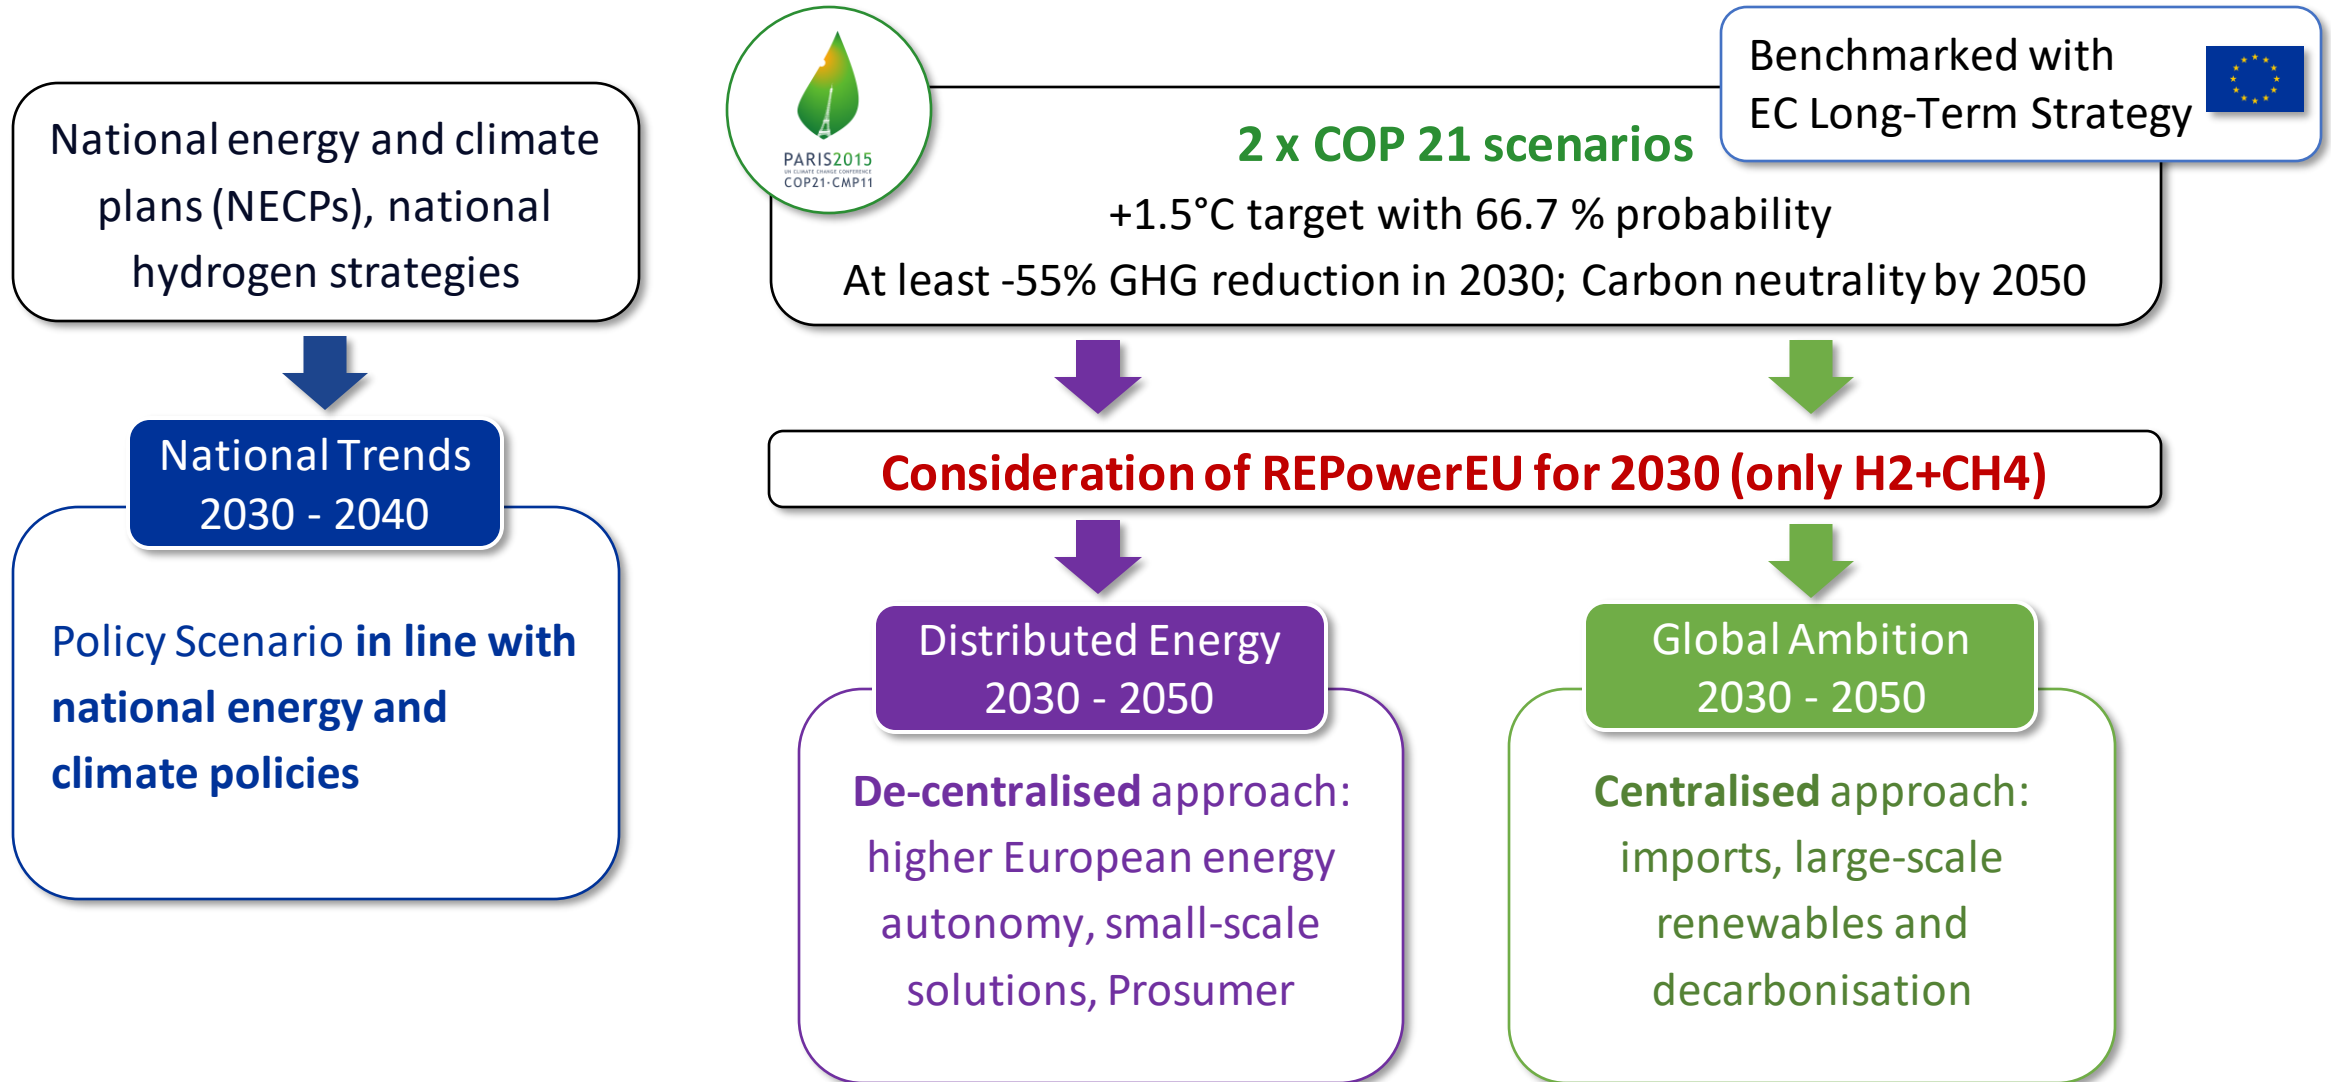 National energy and climate
plans (NECPs), national
hydrogen strategies
National Trends
2030 - 2040
Policy Scenario in line with
national energy and
climate policies
PARIS2015
UN CLIMATE CHANGE CONFERENCE
COP21·CMP11
Benchmarked with
EC Long-Term Strategy
2 x COP 21 scenarios
+1.5°C target with 66.7 % probability
At least -55% GHG reduction in 2030; Carbon neutrality by 2050
Consideration of REPowerEU for 2030 (only H2+CH4)
Distributed Energy
2030 - 2050
De-centralised approach:
higher European energy
autonomy, small-scale
solutions, Prosumer
Global Ambition
2030 - 2050
Centralised approach:
imports, large-scale
renewables and
decarbonisation